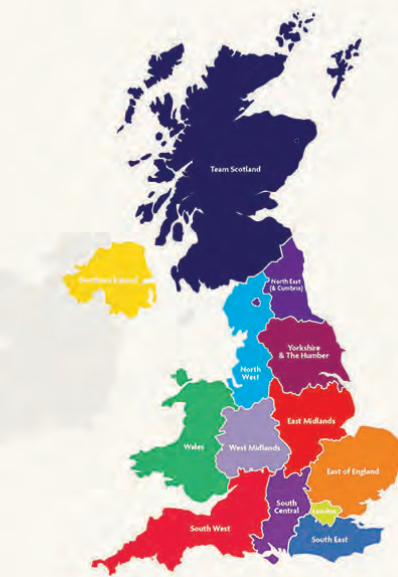 Team Scotland
Northern Ireland
North East
(& Cumbria)
Yorkshire
& The Humber
North
West
East Midlands
Wales
West Midlands
East of England
South
Central
London
South West
South East